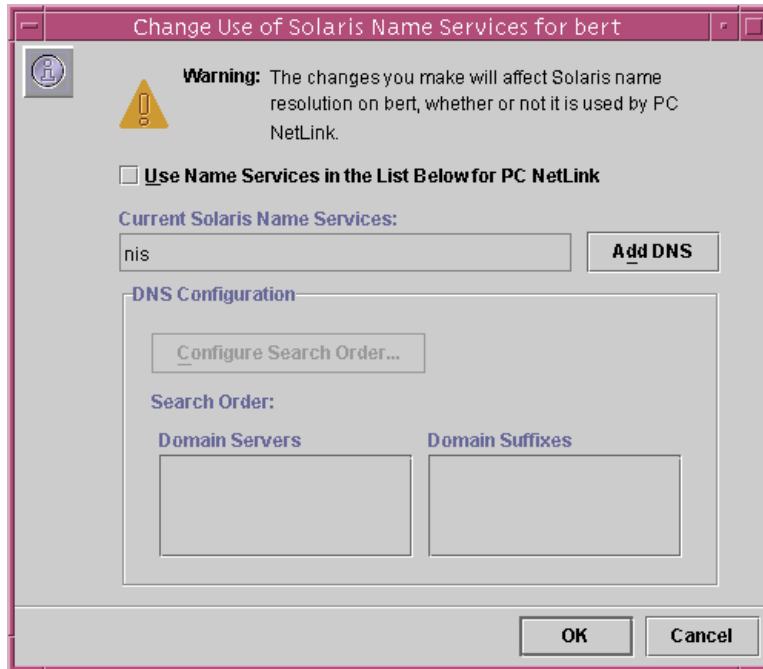 Change Use of Solaris Name Services for bert
Warning: The changes you make will affect Solaris name
resolution on bert, whether or not it is used by PC
NetLink.
Use Name Services in the List Below for PC NetLink
Current Solaris Name Services:
nis
Add DNS
DNS Configuration
Configure Search Order...
Search Order:
Domain Servers Domain Suffixes
OK Cancel